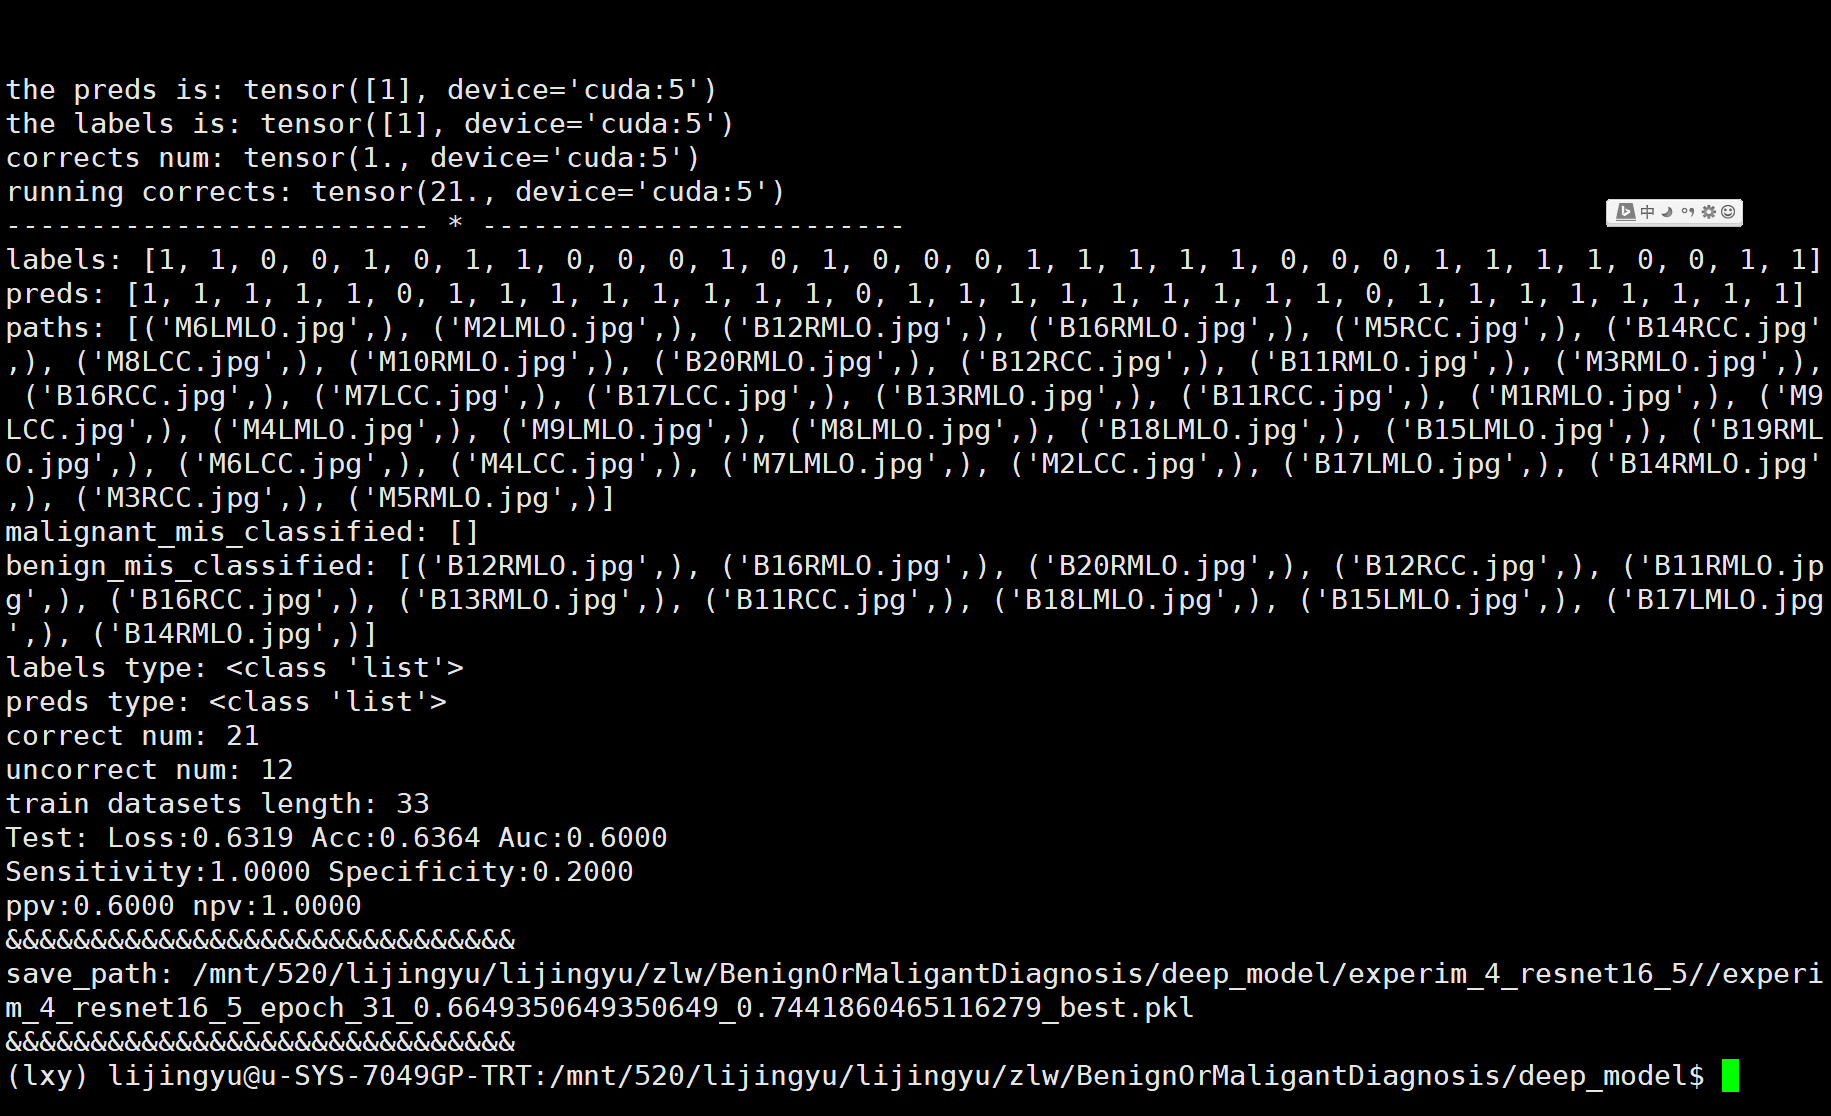 the preds is: tensor([1], device='cuda:5')
the labels is: tensor([1], device='cuda:5')
corrects num: tensor(1., device='cuda:5')
running corrects: tensor(21., device='cuda:5')
------------------------- * -------------------------
中
labels: [1, 1, 0, 0, 1, 0, 1, 1, 0, 0, 0, 1, 0, 1, 0, 0, 0, 1, 1, 1, 1, 1, 0, 0, 0, 1, 1, 1, 1, 0, 0, 1, 1]
preds: [1, 1, 1, 1, 1, 0, 1, 1, 1, 1, 1, 1, 1, 1, 0, 1, 1, 1, 1, 1, 1, 1, 1, 1, 0, 1, 1, 1, 1, 1, 1, 1, 1]
paths: [('M6LMLO.jpg',), ('M2LMLO.jpg',), ('B12RMLO.jpg',), ('B16RMLO.jpg',), ('M5RCC.jpg',), ('B14RCC.jpg'
,), ('M8LCC.jpg',), ('M10RMLO.jpg',), ('B20RMLO.jpg',), ('B12RCC.jpg',), ('B11RMLO.jpg',), ('M3RMLO.jpg',),
('B16RCC.jpg',), ('M7LCC.jpg',), ('B17LCC.jpg',), ('B13RMLO.jpg',), ('B11RCC.jpg',), ('M1RMLO.jpg',), ('M9
LCC.jpg',), ('M4LMLO.jpg',), ('M9LMLO.jpg',), ('M8LMLO.jpg',), ('B18LMLO.jpg',), ('B15LMLO.jpg',), ('B19RML
O.jpg',), ('M6LCC.jpg',), ('M4LCC.jpg',), ('M7LMLO.jpg',), ('M2LCC.jpg',), ('B17LMLO.jpg',), ('B14RMLO.jpg'
,), ('M3RCC.jpg',), ('M5RMLO.jpg',)]
malignant_mis_classified: []
benign_mis_classified: [('B12RMLO.jpg',), ('B16RMLO.jpg',), ('B20RMLO.jpg',), ('B12RCC.jpg',), ('B11RMLO.jp
g',), ('B16RCC.jpg',), ('B13RMLO.jpg',), ('B11RCC.jpg',), ('B18LMLO.jpg',), ('B15LMLO.jpg',), ('B17LMLO.jpg
',), ('B14RMLO.jpg',)]
labels type: <class 'list'>
preds type: <class 'list'>
correct num: 21
uncorrect num: 12
train datasets length: 33
Test: Loss:0.6319 Acc:0.6364 Auc:0.6000
Sensitivity:1.0000 Specificity:0.2000
ppv:0.6000 npv:1.0000
&&&&&&&&&&&&&&&&&&&&&&&&&&&&&&
save_path: /mnt/520/lijingyu/lijingyu/zlw/BenignOrMaligantDiagnosis/deep_model/experim_4_resnet16_5//experi
m_4_resnet16_5_epoch_31_0.6649350649350649_0.7441860465116279_best.pkl
&&&&&&&&&&&&&&&&&&&&&&&&&&&&&&
(lxy) lijingyu@u-SYS-7049GP-TRT:/mnt/520/lijingyu/lijingyu/zlw/BenignOrMaligantDiagnosis/deep_model$